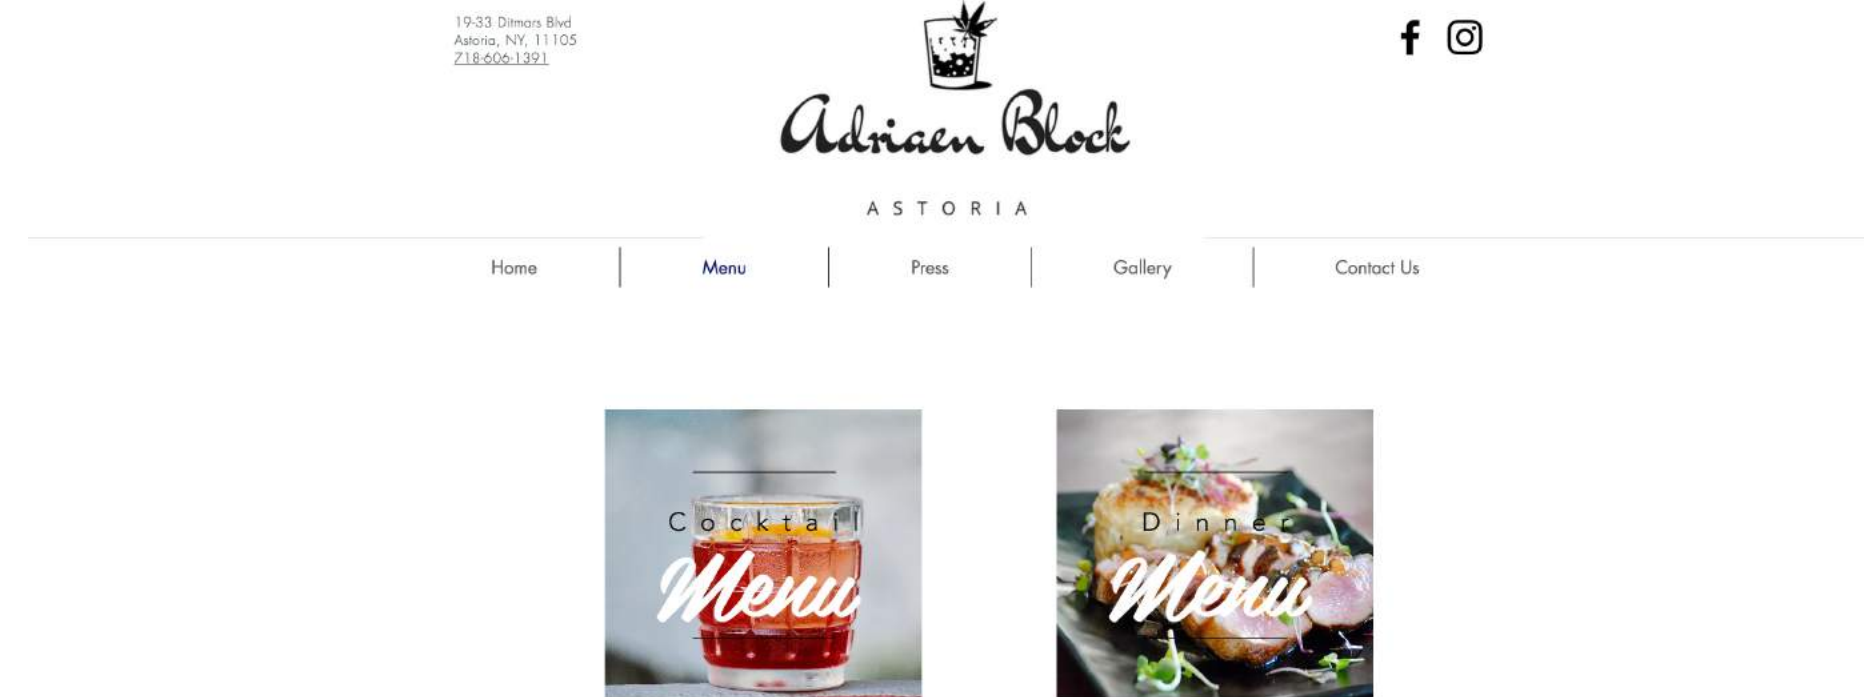 19-33 Ditmars Blvd
Astoria, NY, 11105
718-606-1391
Adriaen Block
ASTORIA
Home
Menu
Press
Gallery
Contact Us
Cocktail
Menu
Dinner
Menu